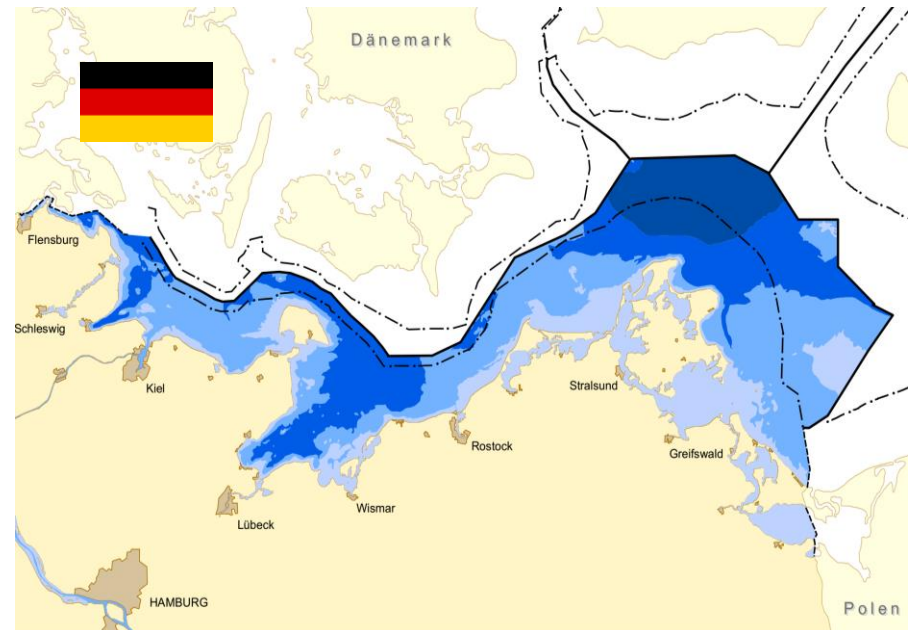 Dänemark
Flensburg
Schleswig
Kiel
Stralsund
Rostock
Greifswald
Wismar
Lübeck
HAMBURG
Polen